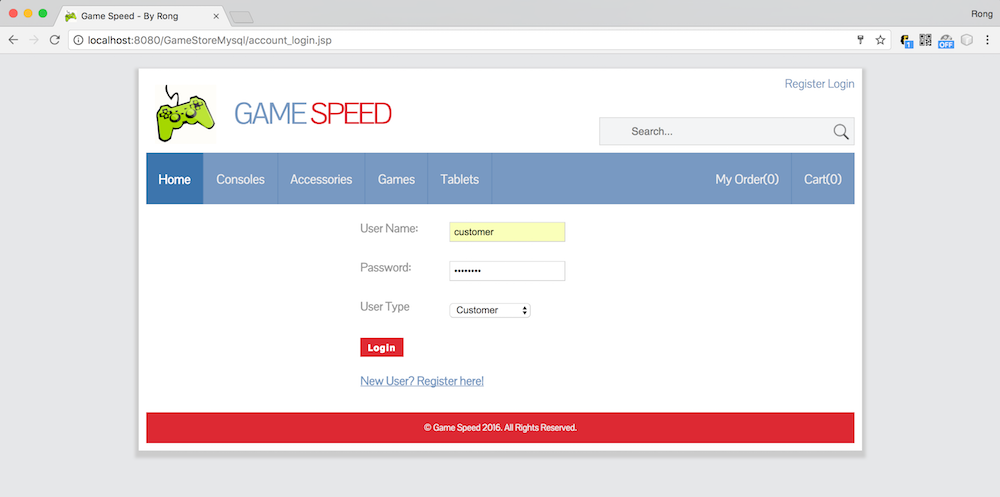 Game Speed - By Rong
Rong
localhost:8080/GameStoreMysql/account_login.jsp
1
OFF
Register Login
GAME SPEED
Search...
Home Consoles Accessories Games Tablets My Order(0) Cart(0)
User Name: customer
Password: ••••••••
User Type Customer
Login
New User? Register here!
© Game Speed 2016. All Rights Reserved.